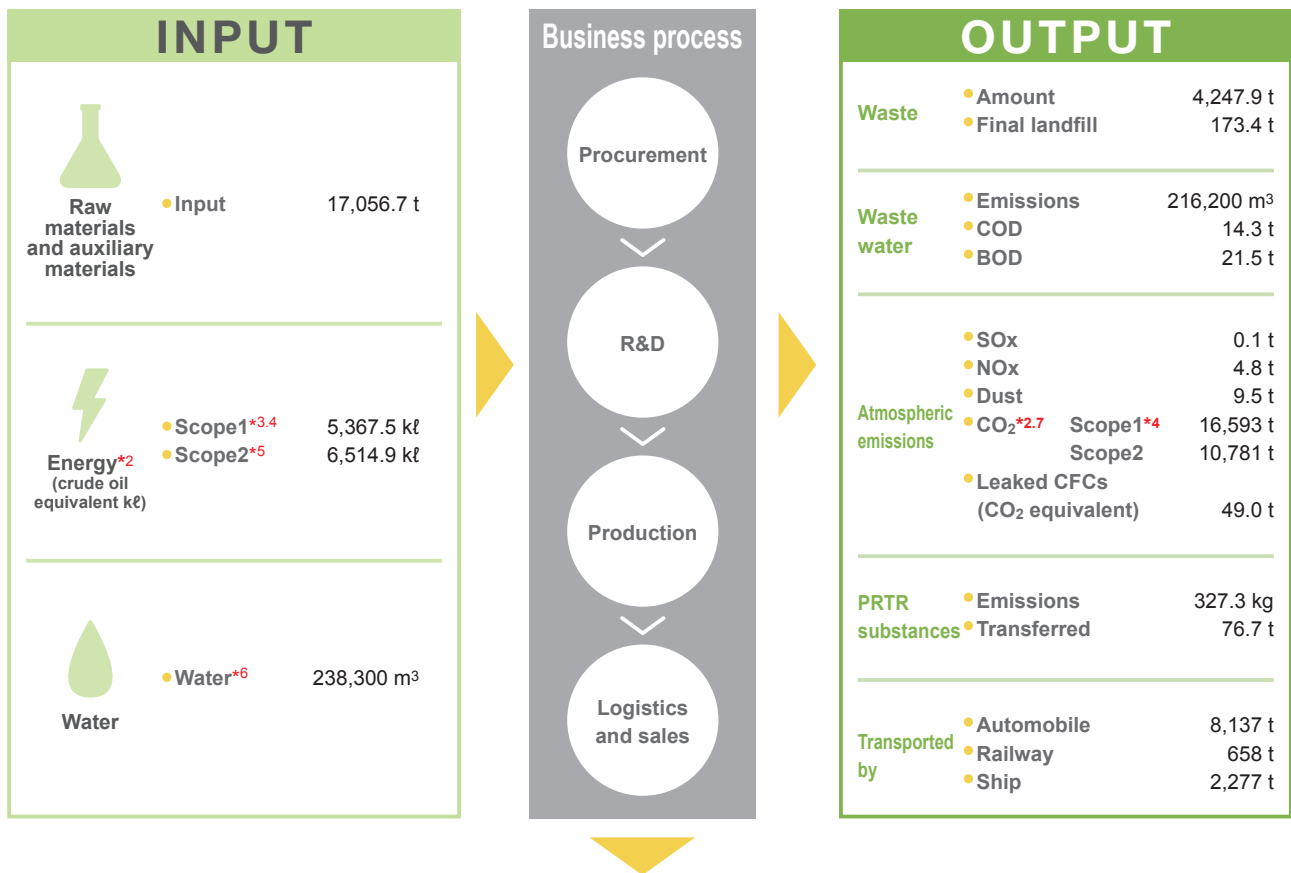 INPUT
Raw
materials
and auxiliary
materials
Input 17,056.7 t
Energy*2
(crude oil
equivalent kℓ)
Scope1*3.4 5,367.5 kℓ
Scope2*5 6,514.9 kℓ
Water
Water*6 238,300 m³
Business process
Procurement
R&D
Production
Logistics
and sales
OUTPUT
Waste
Amount 4,247.9 t
Final landfill 173.4 t
Waste
water
Emissions 216,200 m³
COD 14.3 t
BOD 21.5 t
Atmospheric
emissions
SOx 0.1 t
NOx 4.8 t
Dust 9.5 t
CO₂*2.7 Scope1*4 16,593 t
Scope2 10,781 t
Leaked CFCs
(CO₂ equivalent) 49.0 t
PRTR
substances
Emissions 327.3 kg
Transferred 76.7 t
Transported
by
Automobile 8,137 t
Railway 658 t
Ship 2,277 t